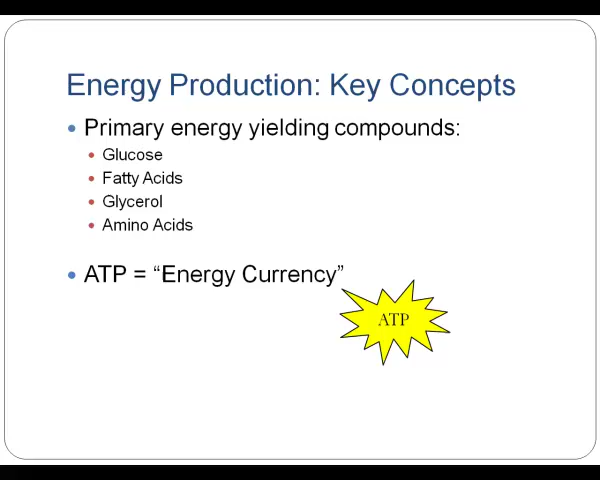 Energy Production: Key Concepts
Primary energy yielding compounds:
Glucose
Fatty Acids
Glycerol
Amino Acids
ATP = “Energy Currency”
ATP